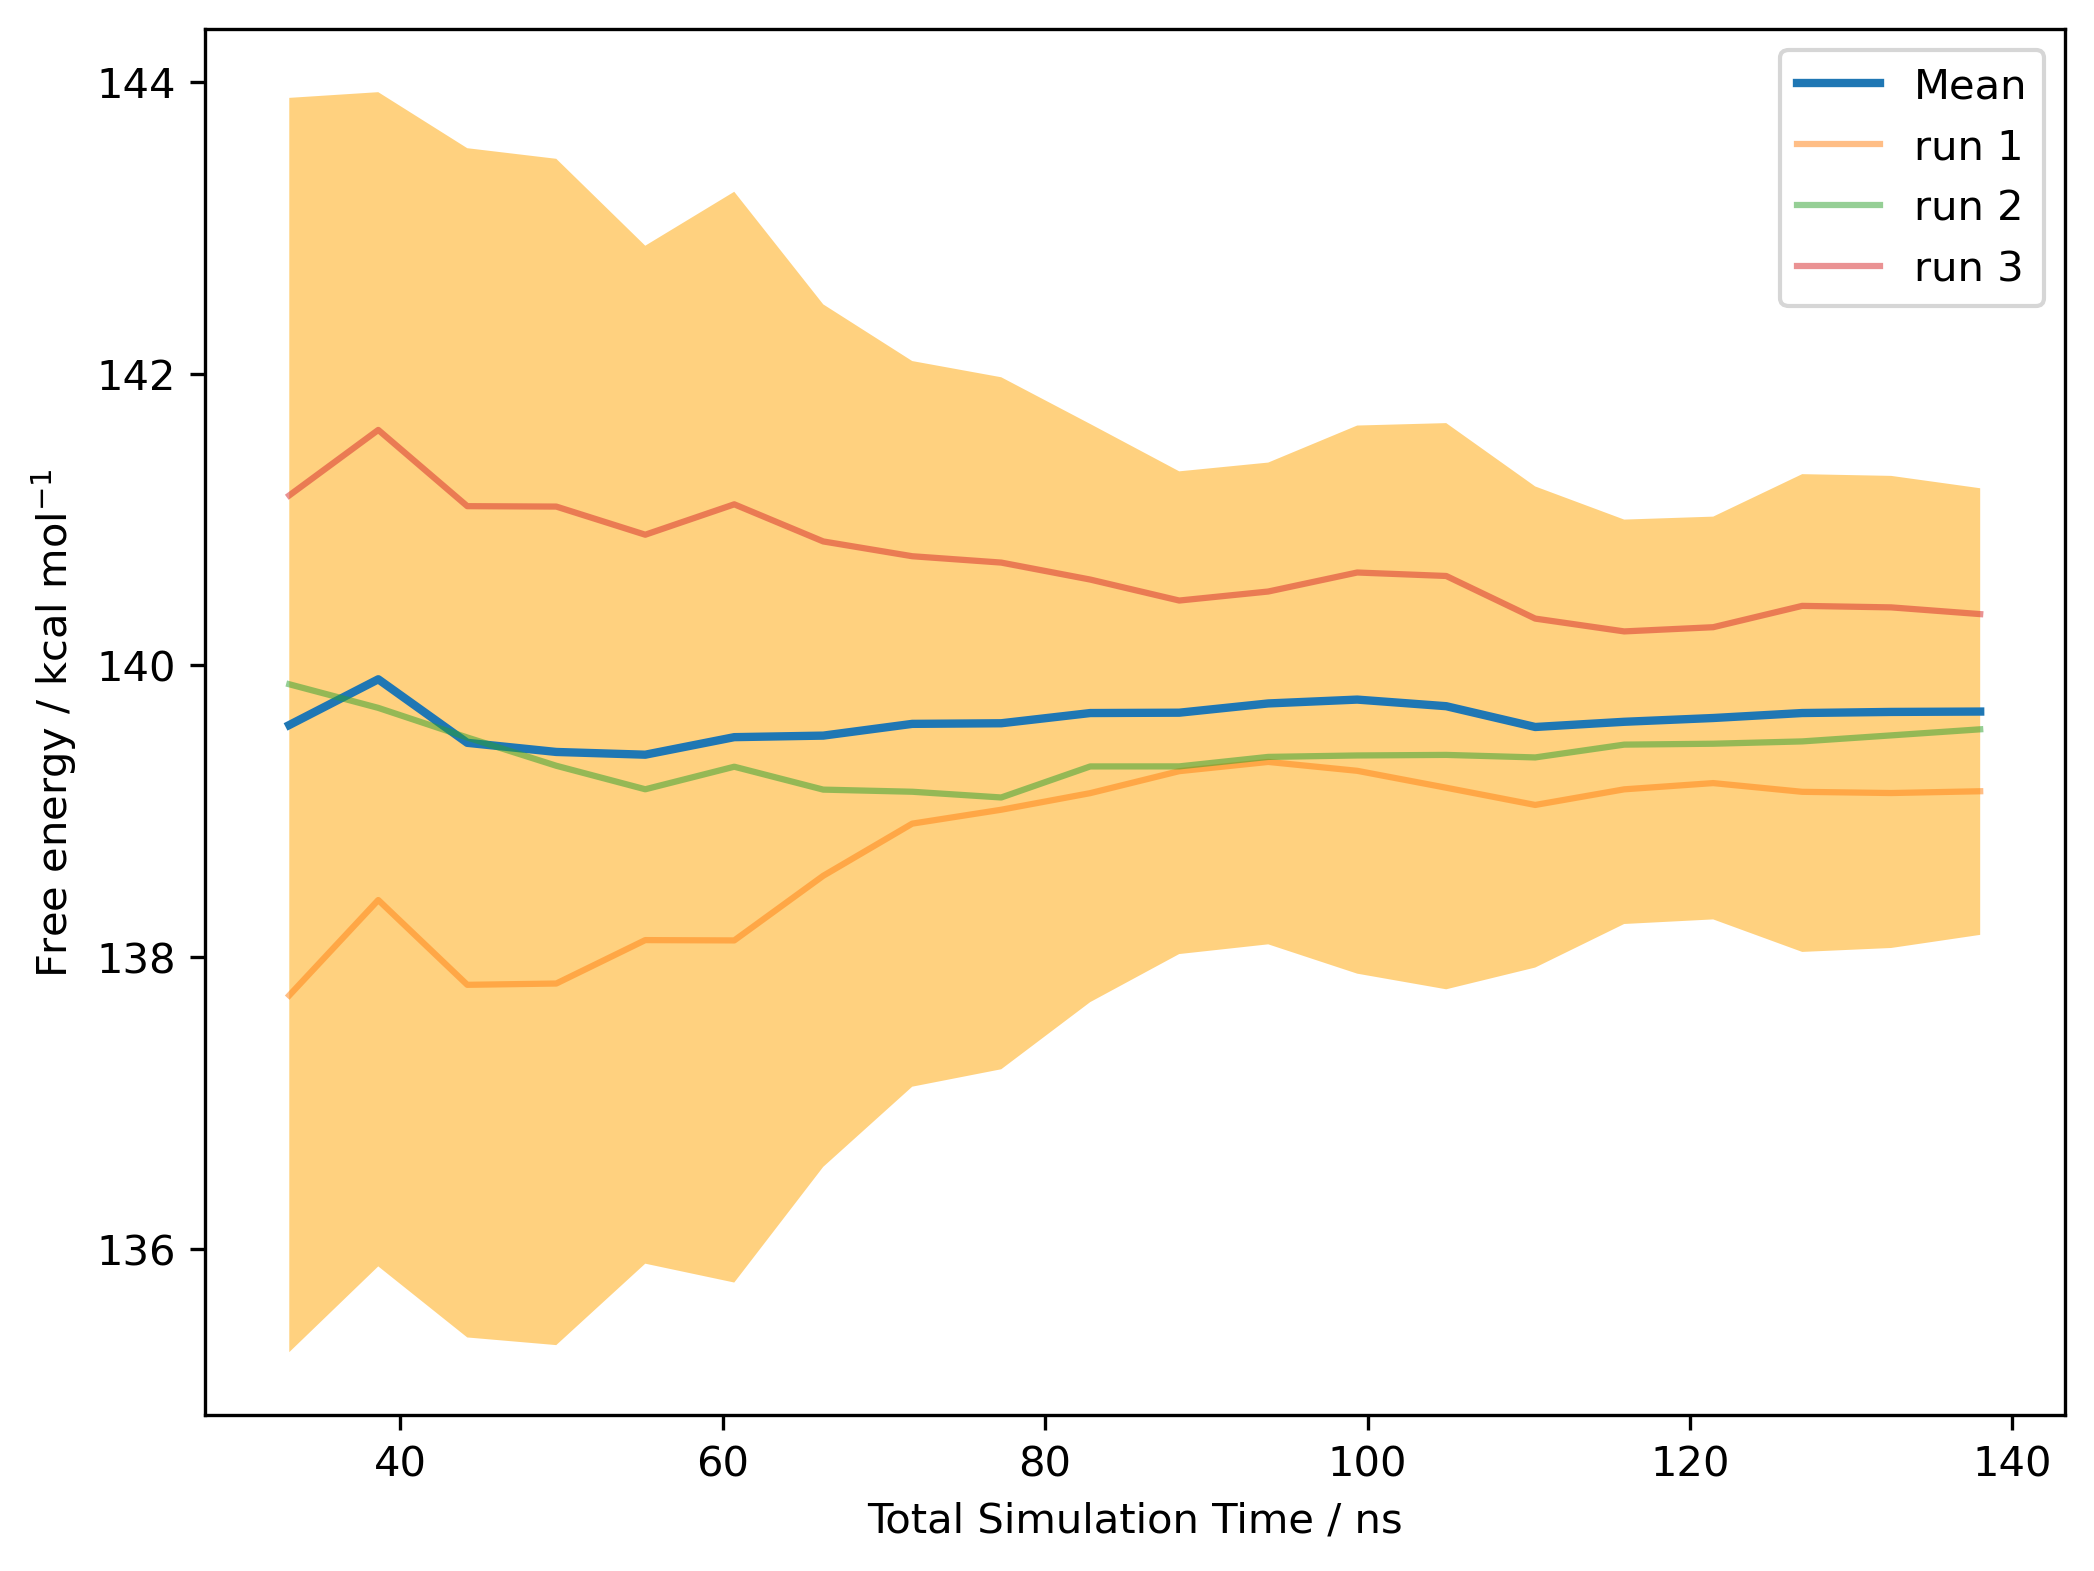 Mean
run 1
run 2
run 3
144
142
140
138
136
Free energy / kcal mol⁻¹
40 60 80 100 120 140
Total Simulation Time / ns